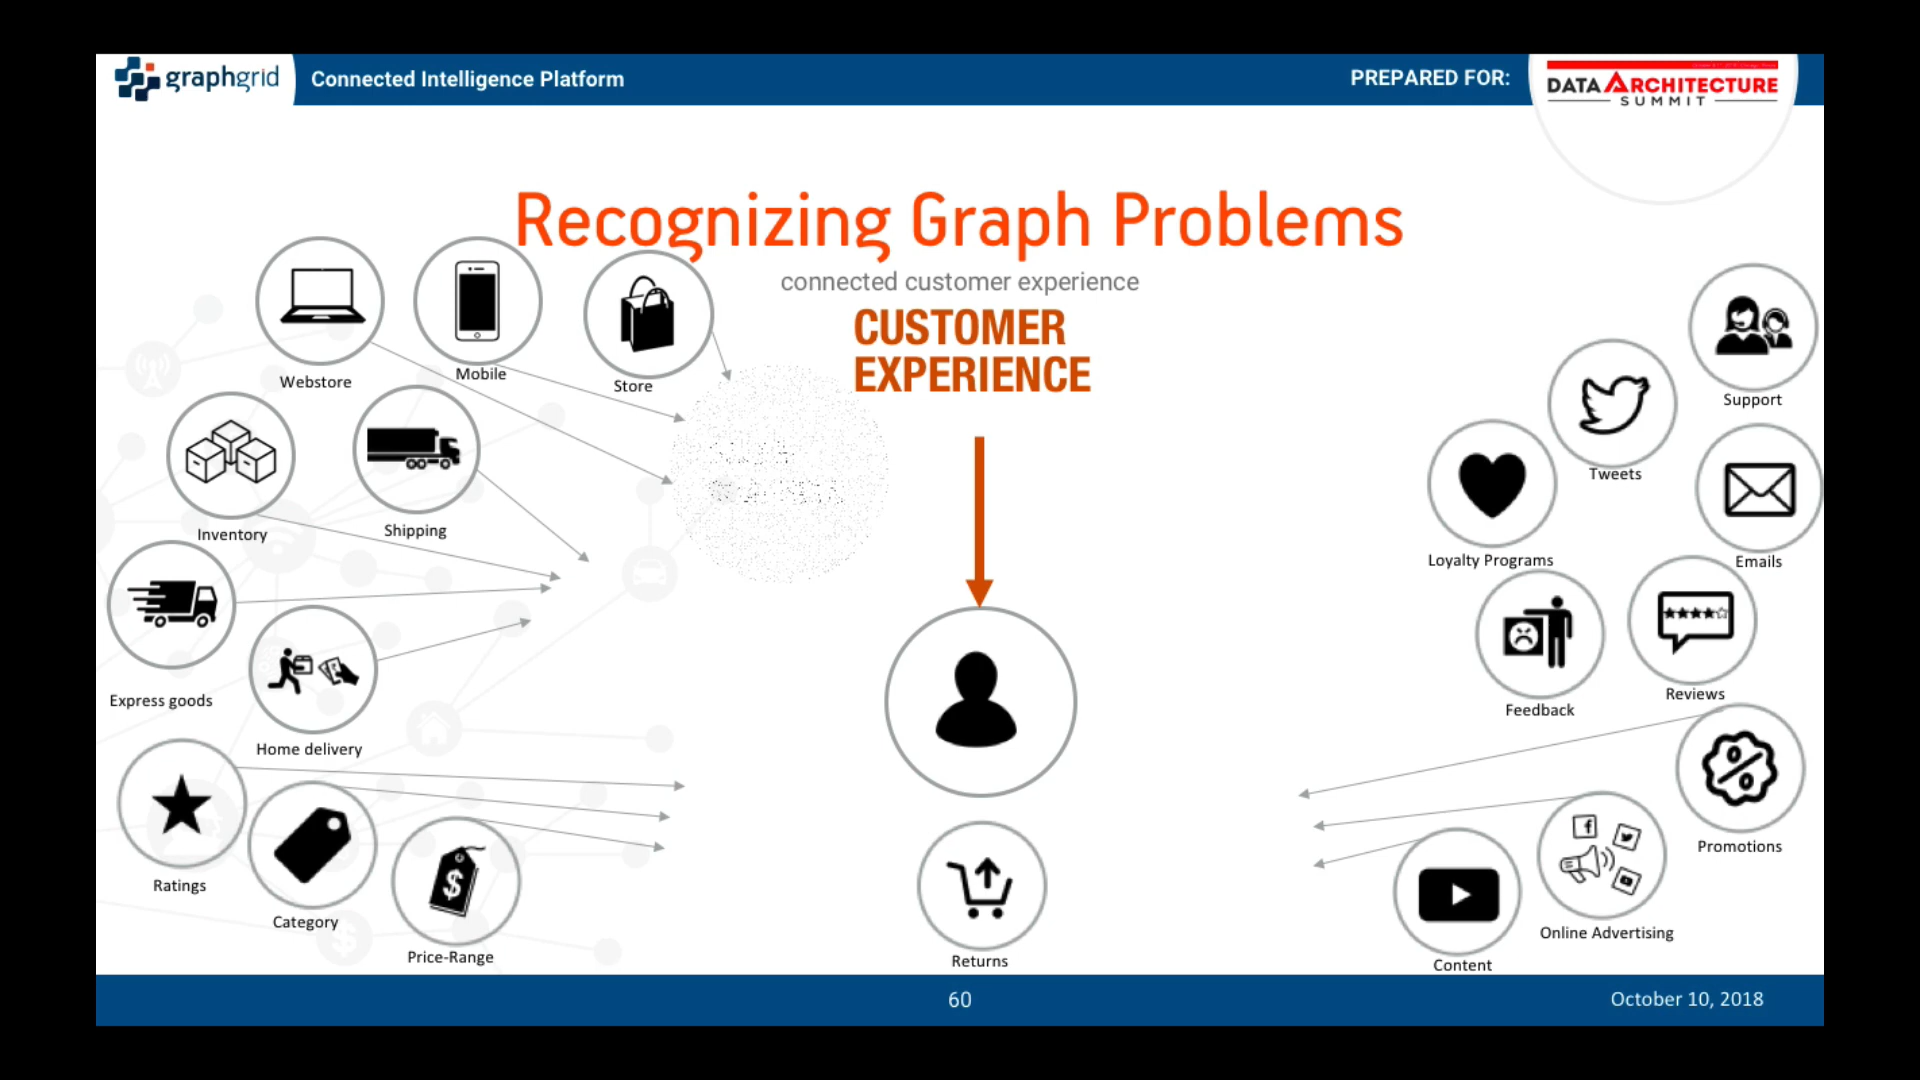 graphgrid
Connected Intelligence Platform
PREPARED FOR:
DATA ARCHITECTURE
SUMMIT
Recognizing Graph Problems
connected customer experience
CUSTOMER
EXPERIENCE
Webstore
Mobile
Store
Inventory
Shipping
Express goods
Home delivery
Ratings
Category
$
Price-Range
Returns
Support
Tweets
Loyalty Programs
Emails
Feedback
Reviews
%
Promotions
f
Online Advertising
Content
60
October 10, 2018